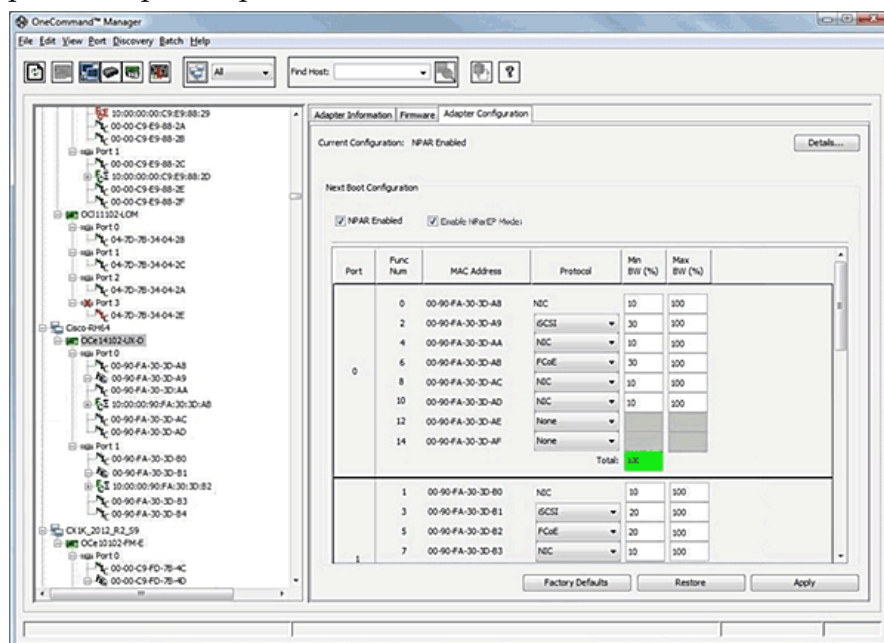 OneCommand™ Manager
File Edit View Port Discovery Batch Help
All Find Host:
10:00:00:00:C9:E9:88:29
00-00-C9-E9-88-2A
00-00-C9-E9-88-2B
Port 1
00-00-C9-E9-88-2C
10:00:00:00:C9:E9:88:2D
00-00-C9-E9-88-2E
00-00-C9-E9-88-2F
OCl11102-LOM
Port 0
04-7D-7B-34-04-28
Port 1
04-7D-7B-34-04-2C
Port 2
04-7D-7B-34-04-2A
Port 3
04-7D-7B-34-04-2E
Cisco-RH64
OCe14102-UX-D
Port 0
00-90-FA-30-3D-A8
00-90-FA-30-3D-A9
00-90-FA-30-3D:AA
10:00:00:90:FA:30:3D:AB
00-90-FA-30-3D-AC
00-90-FA-30-3D-AD
Port 1
00-90-FA-30-3D-B0
00-90-FA-30-3D-B1
10:00:00:90:FA:30:3D:B2
00-90-FA-30-3D-B3
00-90-FA-30-3D-B4
CX1K_2012_R2_S9
OCe10102-FM-E
Port 0
00-00-C9-FD-7B-4C
00-00-C9-FD-7B-4D
Adapter Information Firmware Adapter Configuration
Current Configuration: NPAR Enabled Details...
Next Boot Configuration
NPAR Enabled Enable NParEP Mode
Port Func Num MAC Address Protocol Min BW (%) Max BW (%)
0
0 00-90-FA-30-3D-A8 NIC 10 100
2 00-90-FA-30-3D-A9 iSCSI 30 100
4 00-90-FA-30-3D-AA NIC 10 100
6 00-90-FA-30-3D-AB FCoE 30 100
8 00-90-FA-30-3D-AC NIC 10 100
10 00-90-FA-30-3D-AD NIC 10 100
12 00-90-FA-30-3D-AE None
14 00-90-FA-30-3D-AF None
Total: 100
1
1 00-90-FA-30-3D-B0 NIC 10 100
3 00-90-FA-30-3D-B1 iSCSI 20 100
5 00-90-FA-30-3D-B2 FCoE 20 100
7 00-90-FA-30-3D-B3 NIC 10 100
Factory Defaults Restore Apply